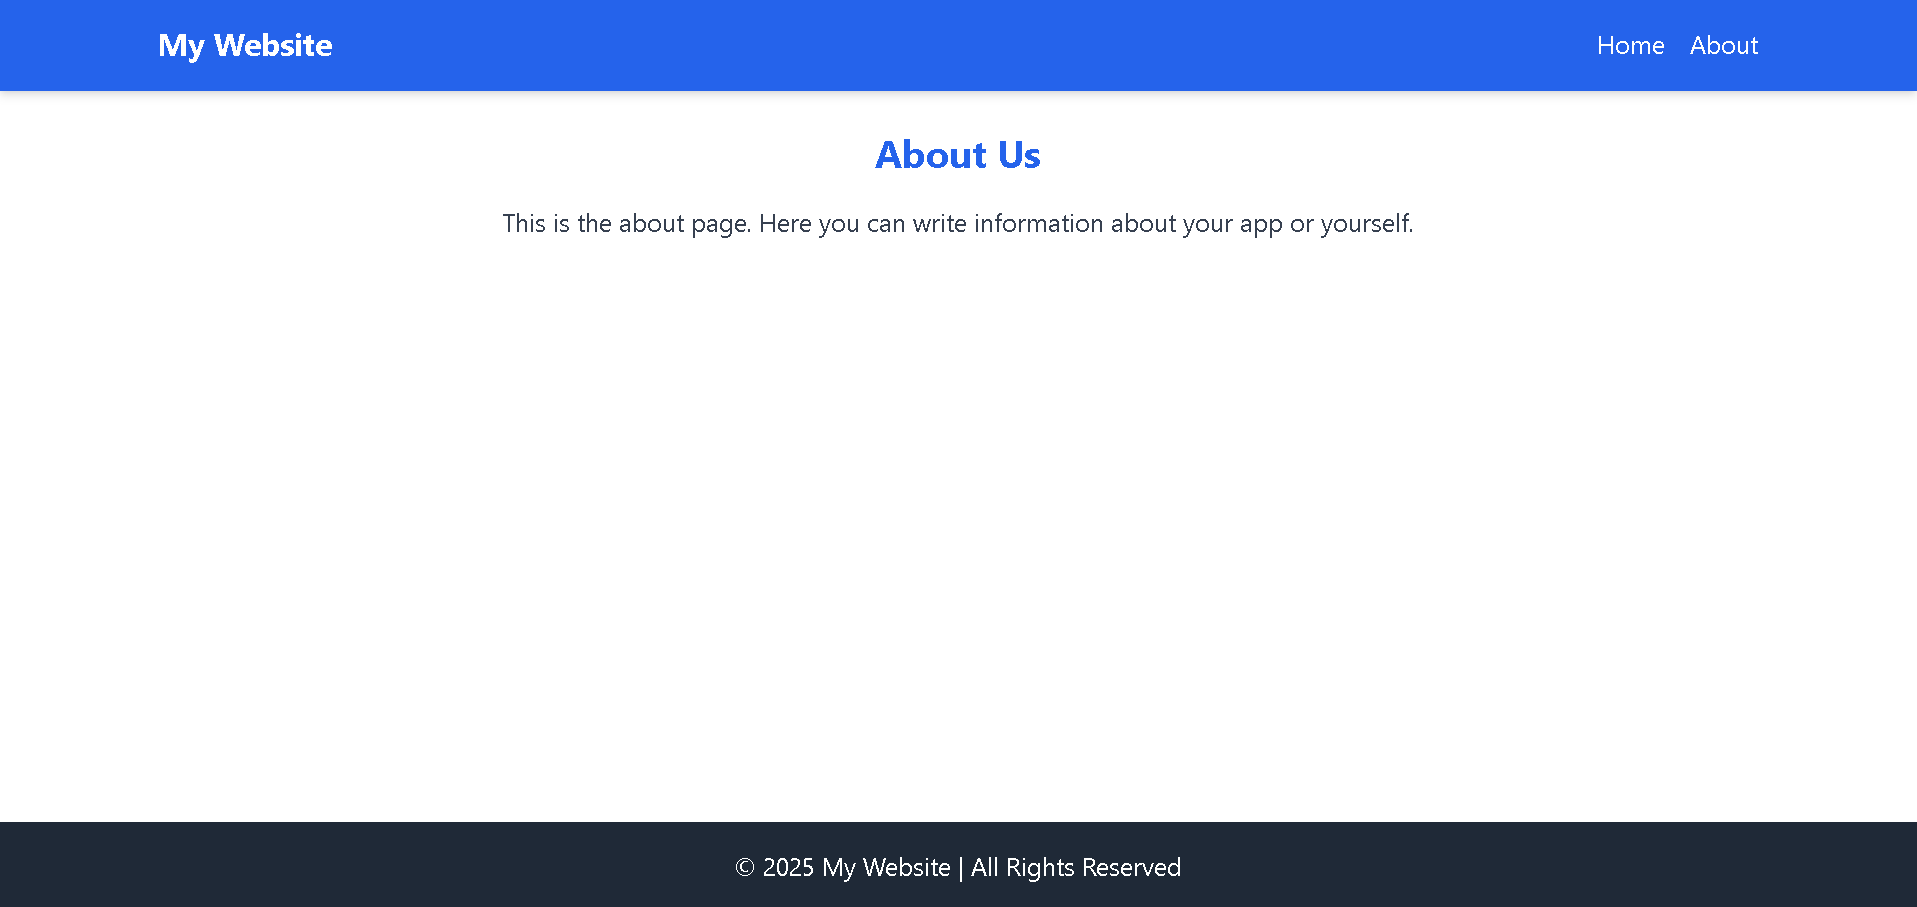 My Website
Home About
About Us
This is the about page. Here you can write information about your app or yourself.
© 2025 My Website | All Rights Reserved